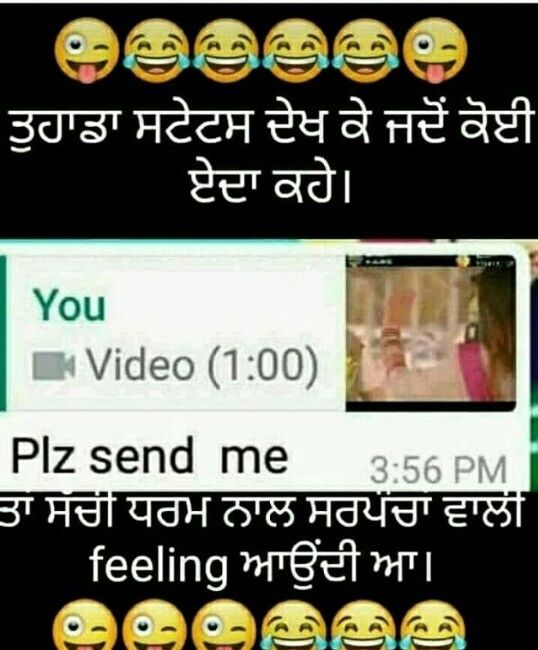 ਤੁਹਾਡਾ ਸਟੇਟਸ ਦੇਖ ਕੇ ਜਦੋਂ ਕੋਈ
ਏਦਾ ਕਹੇ।
You
Video (1:00)
Plz send me
3:56 PM
ਤਾਂ ਸੱਚੀ ਧਰਮ ਨਾਲ ਸਰਪੰਚਾਂ ਵਾਲੀ
feeling ਆਉਂਦੀ ਆ।